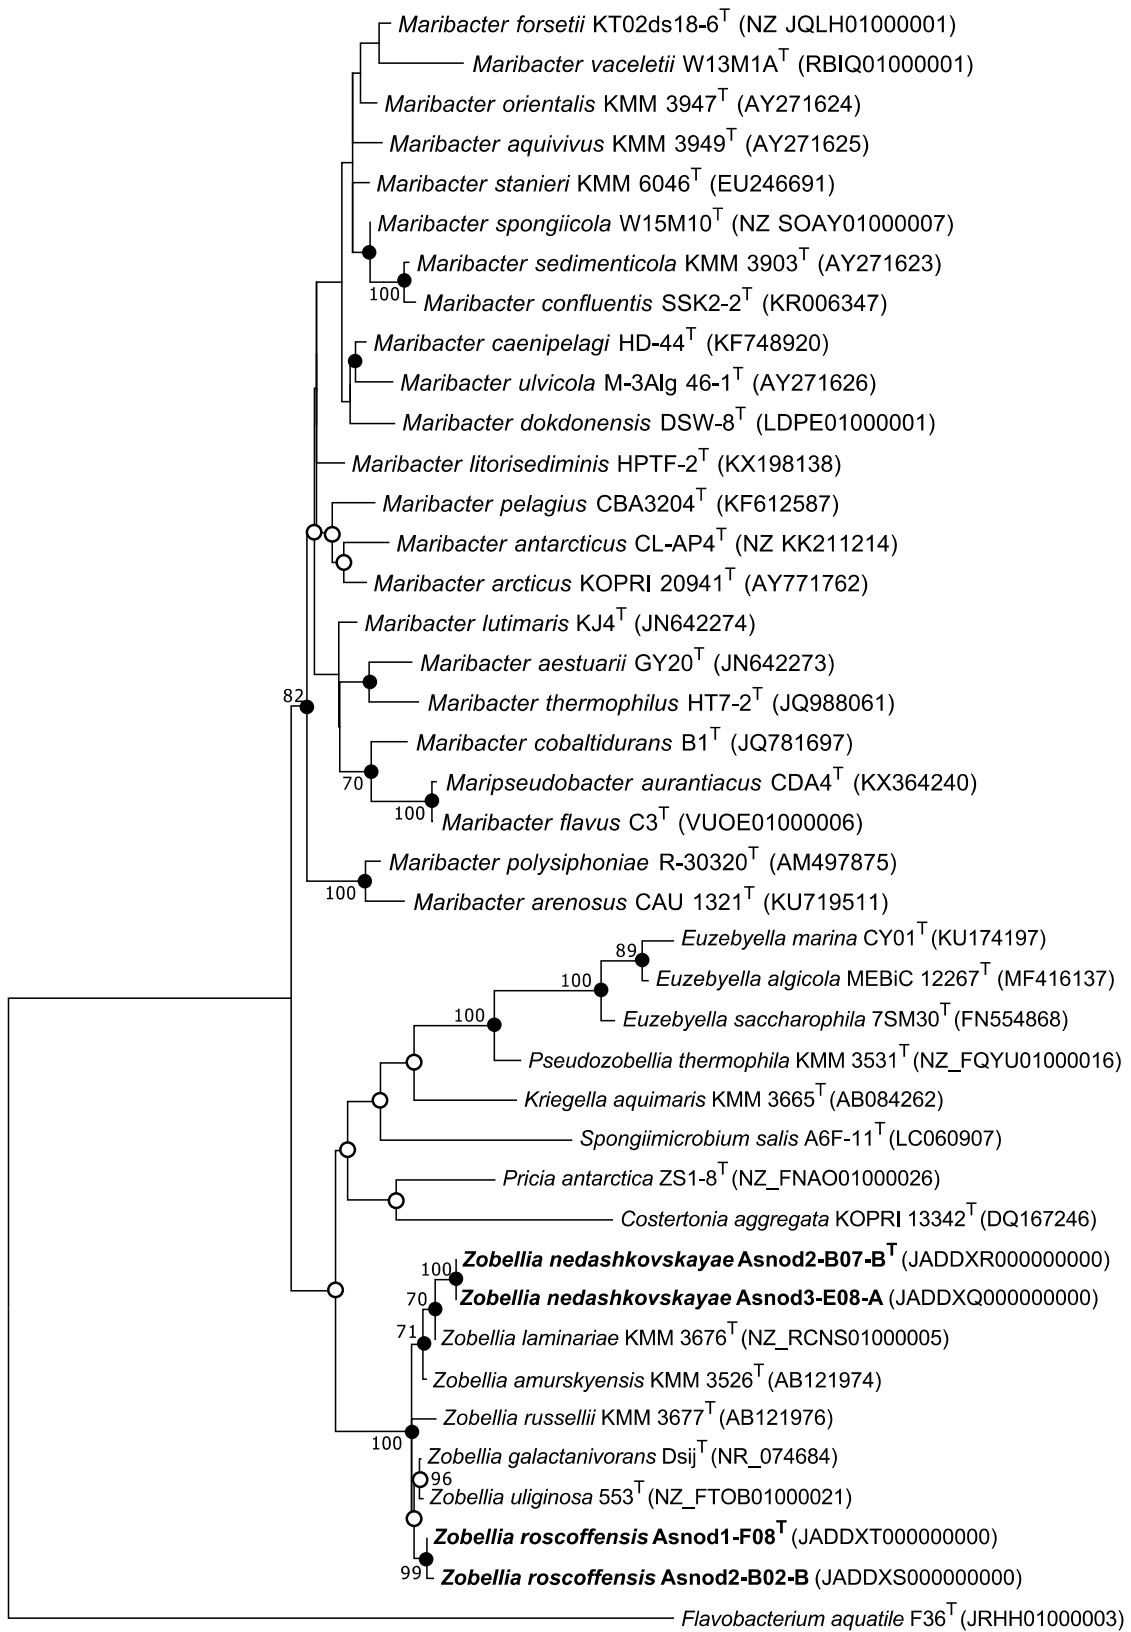 Maribacter forsetii KT02ds18-6T (NZ JQLH01000001)
Maribacter vaceletii W13M1AT (RBIQ01000001)
Maribacter orientalis KMM 3947T (AY271624)
Maribacter aquivivus KMM 3949T (AY271625)
Maribacter stanieri KMM 6046T (EU246691)
Maribacter spongiicola W15M10T (NZ SOAY01000007)
Maribacter sedimenticola KMM 3903T (AY271623)
100
Maribacter confluentis SSK2-2T (KR006347)
Maribacter caenipelagi HD-44T (KF748920)
Maribacter ulvicola M-3Alg 46-1T (AY271626)
Maribacter dokdonensis DSW-8T (LDPE01000001)
Maribacter litorisediminis HPTF-2T (KX198138)
Maribacter pelagius CBA3204T (KF612587)
Maribacter antarcticus CL-AP4T (NZ KK211214)
Maribacter arcticus KOPRI 20941T (AY771762)
Maribacter lutimaris KJ4T (JN642274)
Maribacter aestuarii GY20T (JN642273)
82
Maribacter thermophilus HT7-2T (JQ988061)
Maribacter cobaltidurans B1T (JQ781697)
70
Maripseudobacter aurantiacus CDA4T (KX364240)
100
Maribacter flavus C3T (VUOE01000006)
Maribacter polysiphoniae R-30320T (AM497875)
100
Maribacter arenosus CAU 1321T (KU719511)
Euzebyella marina CY01T (KU174197)
89
Euzebyella algicola MEBiC 12267T (MF416137)
100
Euzebyella saccharophila 7SM30T (FN554868)
100
Pseudozobellia thermophila KMM 3531T (NZ_FQYU01000016)
Kriegella aquimaris KMM 3665T (AB084262)
Spongiimicrobium salis A6F-11T (LC060907)
Pricia antarctica ZS1-8T (NZ_FNAO01000026)
Costertonia aggregata KOPRI 13342T (DQ167246)
Zobellia nedashkovskayae Asnod2-B07-BT (JADDXR000000000)
100
Zobellia nedashkovskayae Asnod3-E08-A (JADDXQ000000000)
70
Zobellia laminariae KMM 3676T (NZ_RCNS01000005)
71
Zobellia amurskyensis KMM 3526T (AB121974)
Zobellia russellii KMM 3677T (AB121976)
100
Zobellia galactanivorans DsijT (NR_074684)
96
Zobellia uliginosa 553T (NZ_FTOB01000021)
Zobellia roscoffensis Asnod1-F08T (JADDXT000000000)
99
Zobellia roscoffensis Asnod2-B02-B (JADDXS000000000)
Flavobacterium aquatile F36T (JRHH01000003)